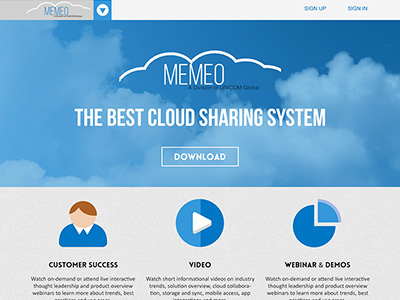 MEMEO
SIGN UP
SIGN IN
MEMEO
A Division of UNICOM Global
THE BEST CLOUD SHARING SYSTEM
DOWNLOAD
CUSTOMER SUCCESS
Watch on-demand or attend live interactive
thought leadership and product overview
webinars to learn more about trends, best
VIDEO
Watch short informational videos on industry
trends, solution overview, cloud collabora-
tion, storage and sync, mobile access, app
WEBINAR & DEMOS
Watch on-demand or attend live interactive
thought leadership and product overview
webinars to learn more about trends, best